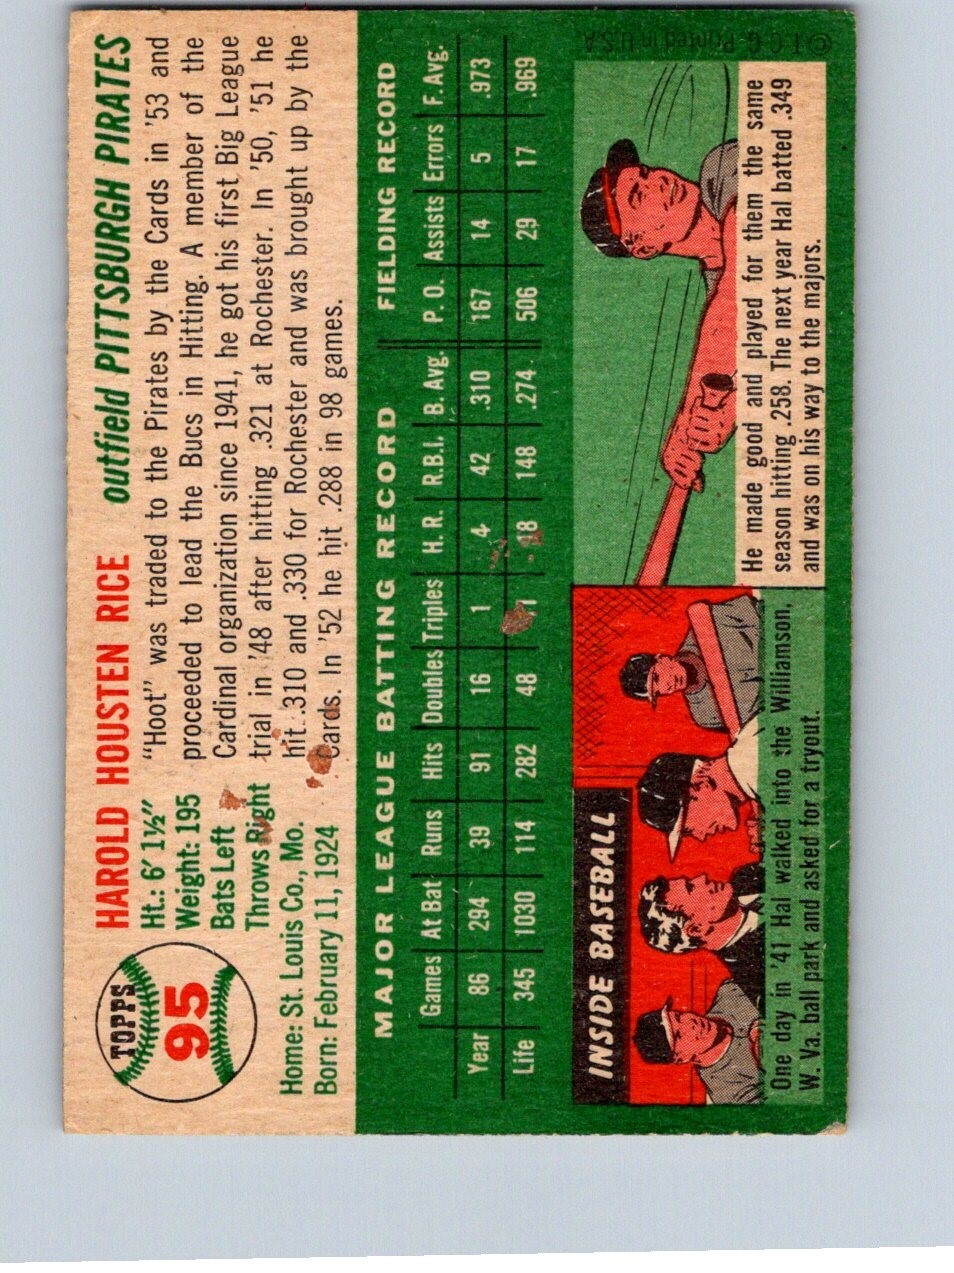 TOPPS
95
HAROLD HOUSTEN RICE
outfield PITTSBURGH PIRATES
Ht.: 6' 1½"
Weight: 195
Bats Left
Throws Right
Home: St. Louis Co., Mo.
Born: February 11, 1924
"Hoot" was traded to the Pirates by the Cards in '53 and
proceeded to lead the Bucs in Hitting. A member of the
Cardinal organization since 1941, he got his first Big League
trial in '48 after hitting .321 at Rochester. In '50, '51 he
hit .310 and .330 for Rochester and was brought up by the
Cards. In '52 he hit .288 in 98 games.
MAJOR LEAGUE BATTING RECORD FIELDING RECORD
Games At Bat Runs Hits Doubles Triples H. R. R.B.I. B. Avg. P. O. Assists Errors F. Avg.
Year 86 294 39 91 16 1 4 42 .310 167 14 5 .973
Life 345 1030 114 282 48 148 .274 506 29 17 .969
INSIDE BASEBALL
One day in '41 Hal walked into the Williamson,
W. Va. ball park and asked for a tryout.
He made good and played for them the same
season hitting .258. The next year Hal batted .349
and was on his way to the majors.
©T·C·G· Printed in U.S.A.